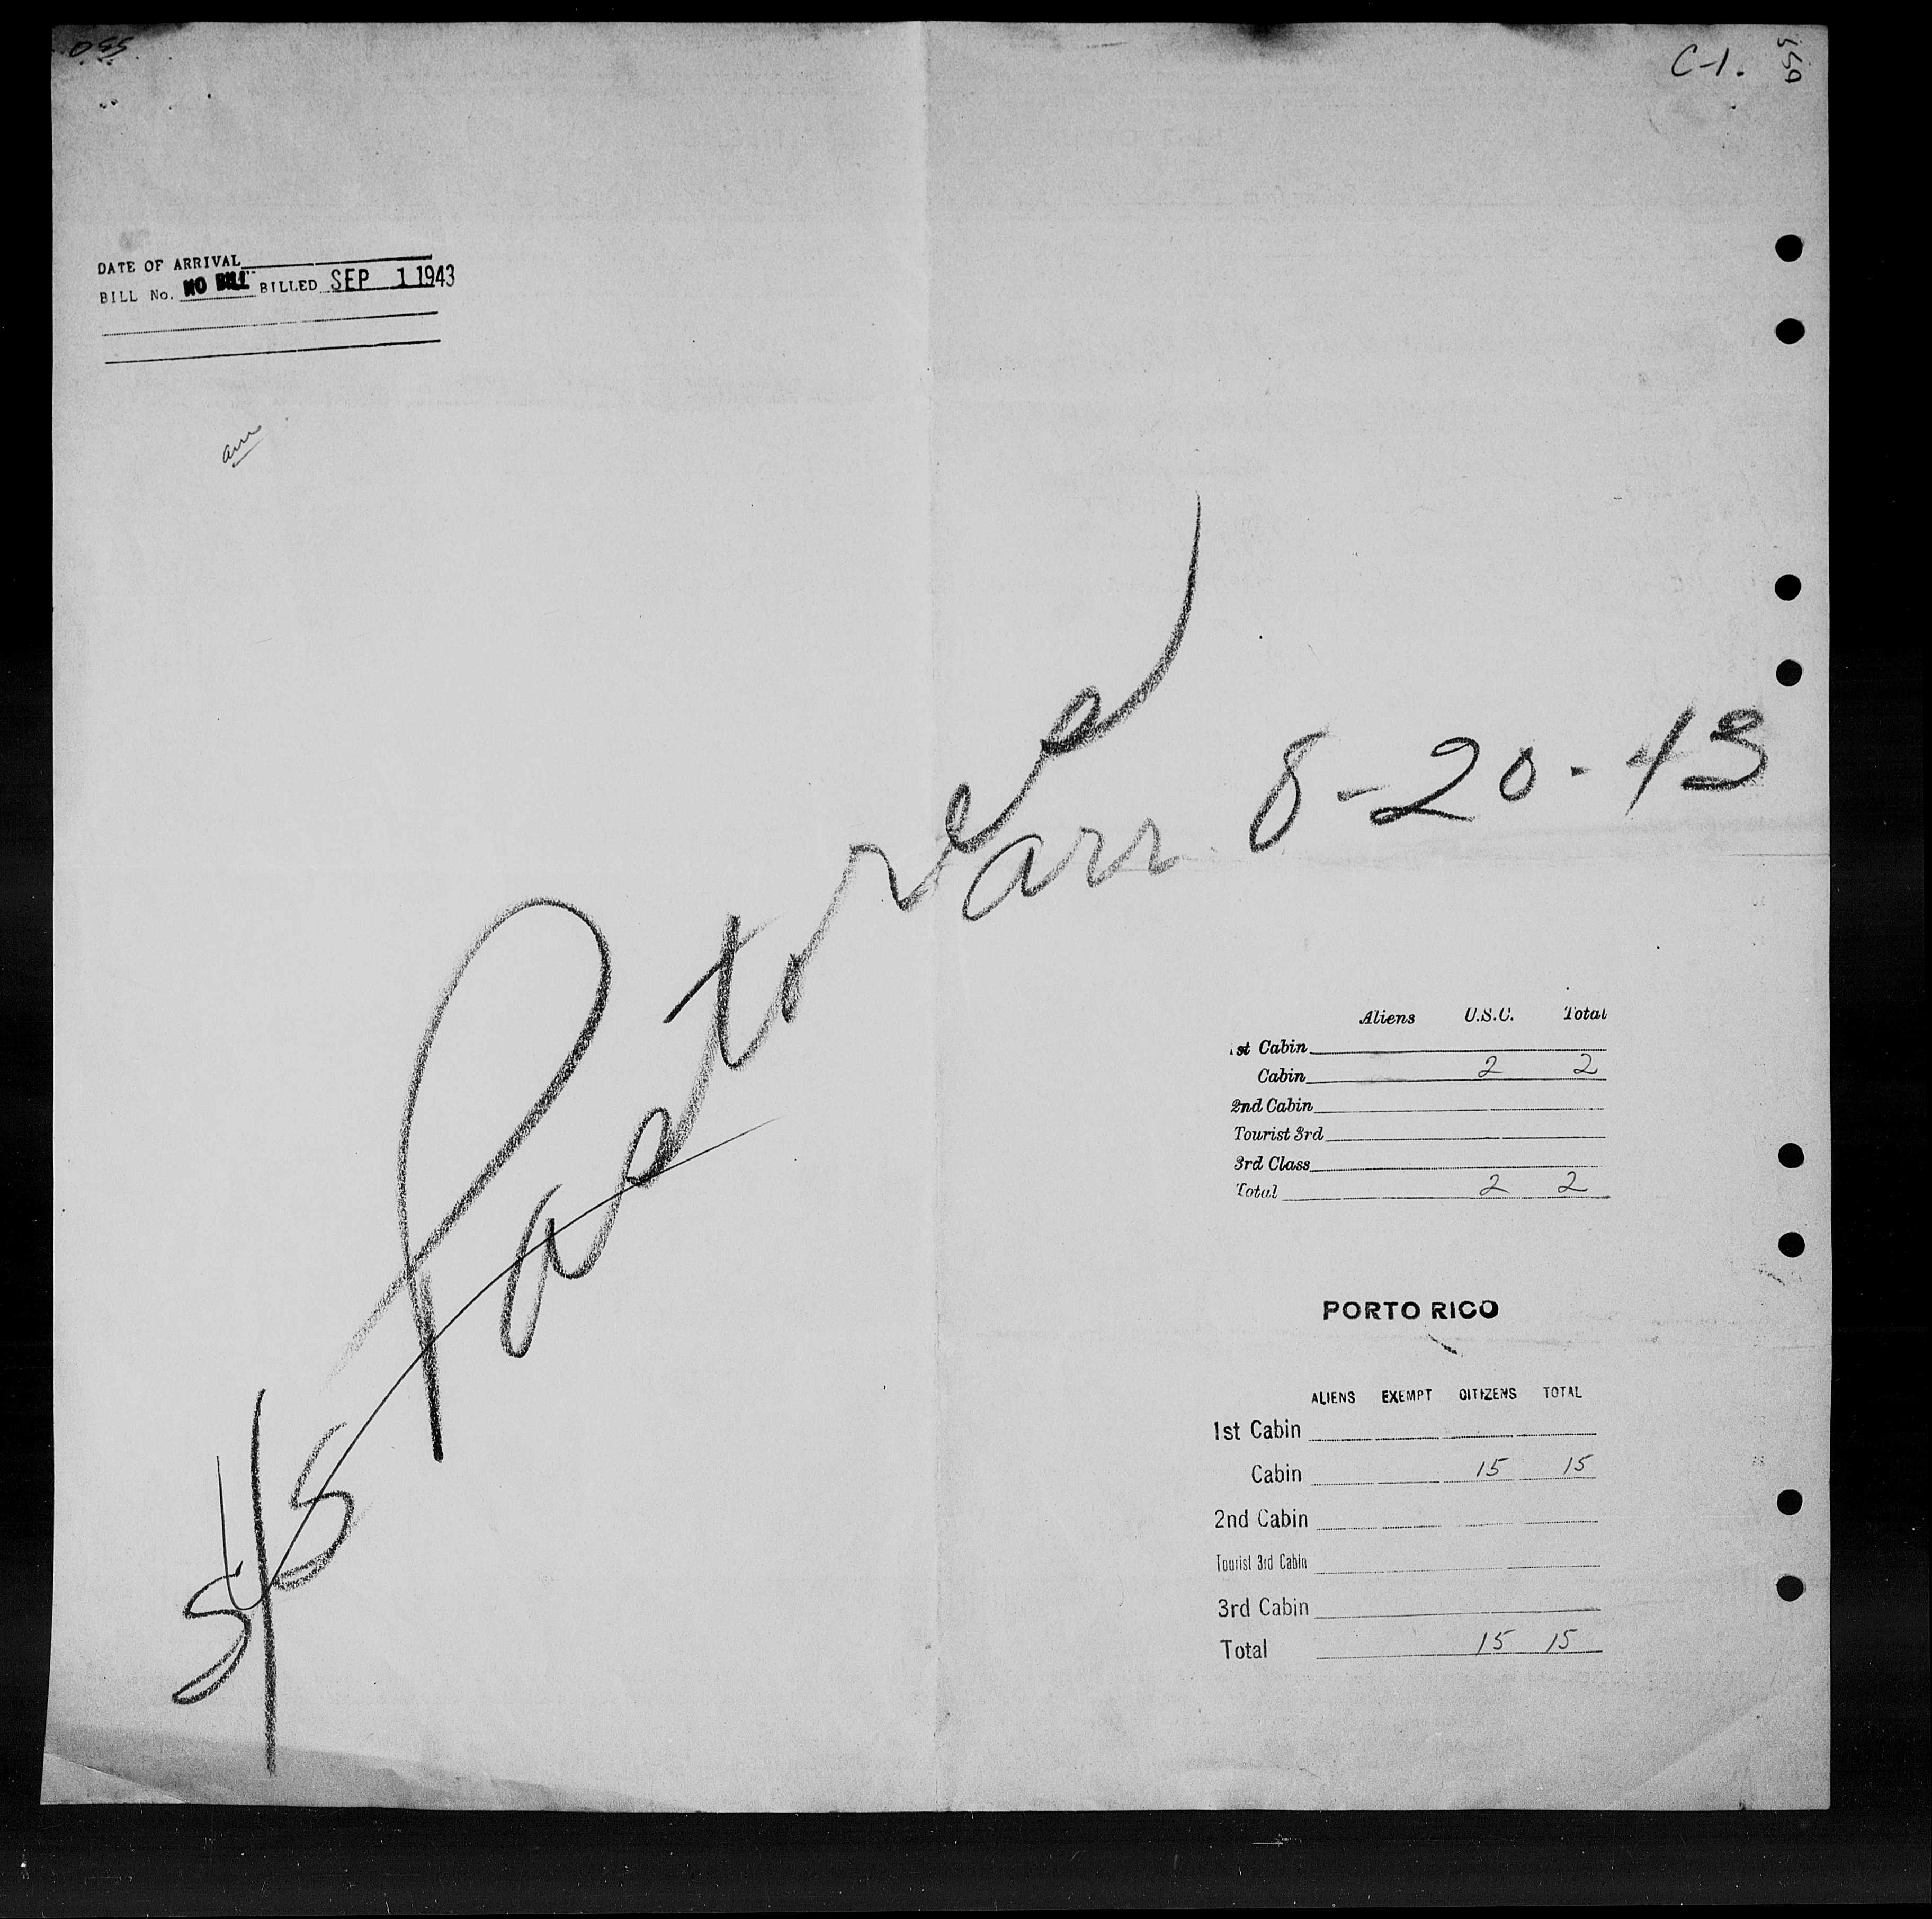 C-1.
DATE OF ARRIVAL
BILL No. NO BILL BILLED SEP 1 1943
S/S Pastores
arr. 8-20-43
Aliens U.S.C. Total
1st Cabin
Cabin 2 2
2nd Cabin
Tourist 3rd
3rd Class
Total 2 2
PORTO RICO
ALIENS EXEMPT CITIZENS TOTAL
1st Cabin
Cabin 15 15
2nd Cabin
Tourist 3rd Cabin
3rd Cabin
Total 15 15